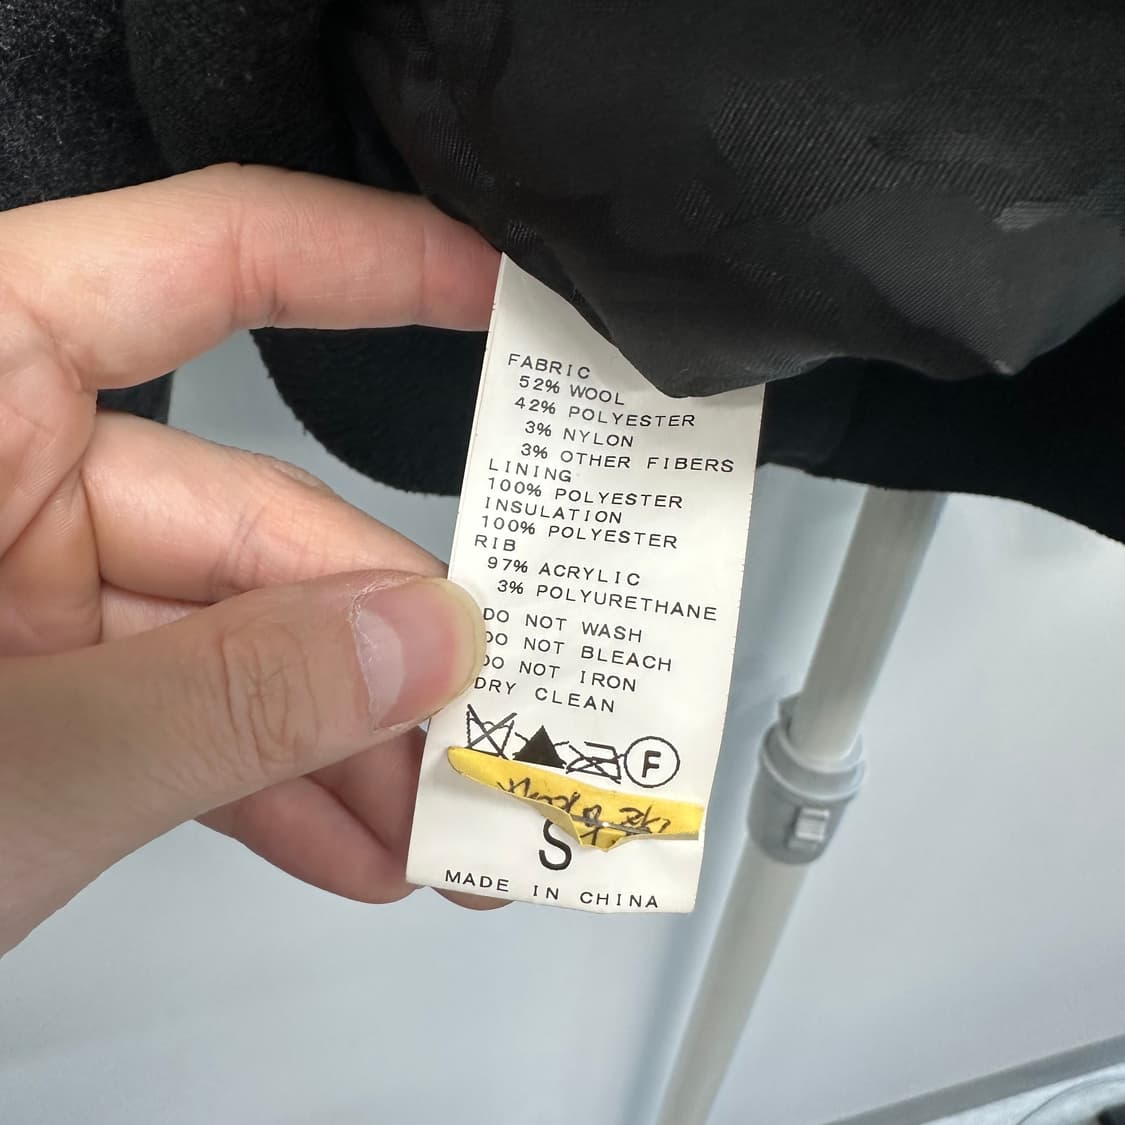 FABRIC
52% WOOL
42% POLYESTER
3% NYLON
3% OTHER FIBERS
LINING
100% POLYESTER
INSULATION
100% POLYESTER
RIB
97% ACRYLIC
3% POLYURETHANE
DO NOT WASH
DO NOT BLEACH
DO NOT IRON
DRY CLEAN
F
S
MADE IN CHINA